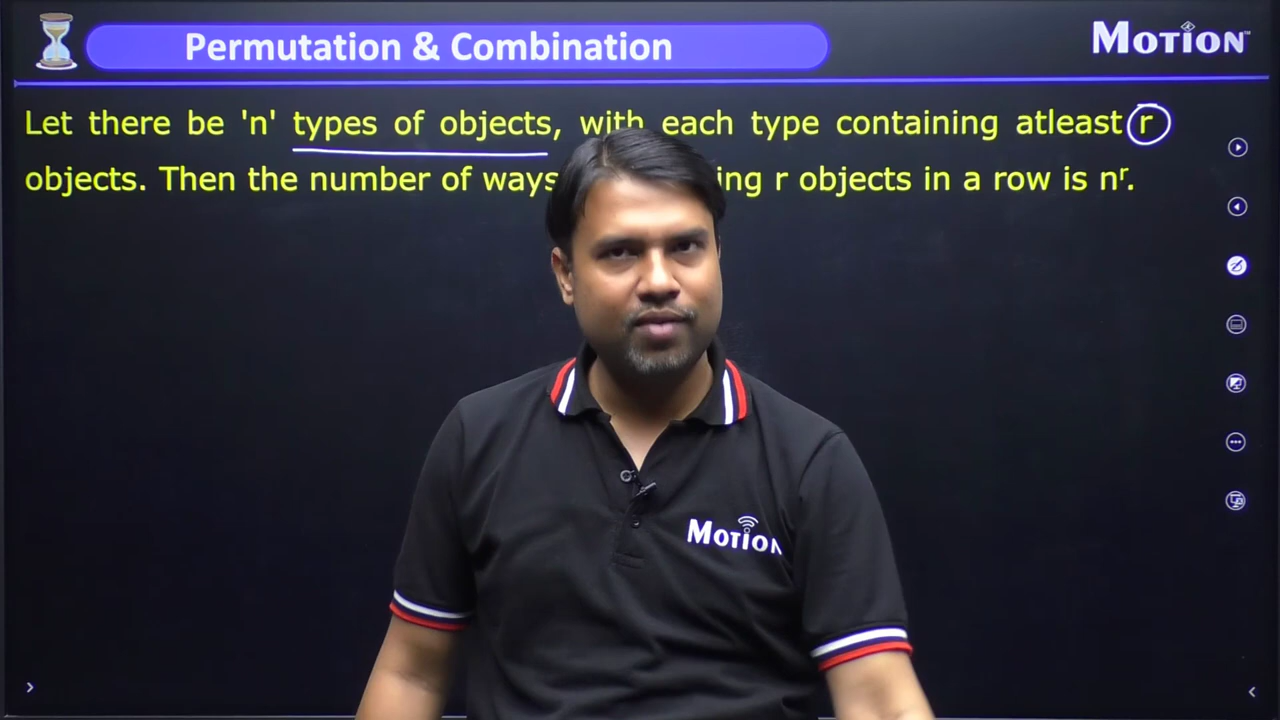 Permutation & Combination
MOTION
Let there be 'n' types of objects, with each type containing atleast r
objects. Then the number of ways ing r objects in a row is nʳ.
MOTION